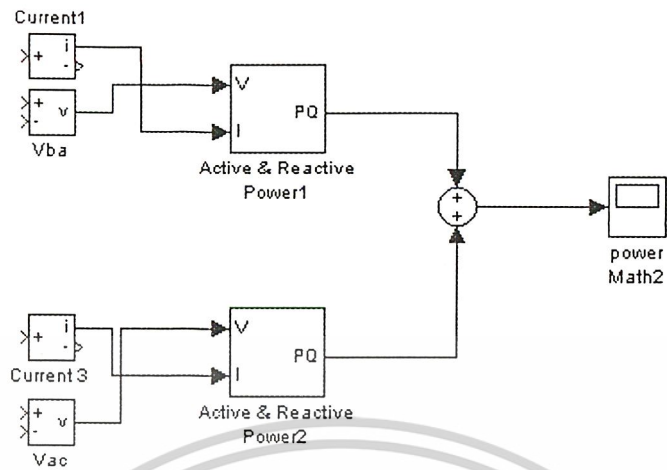 Current1
+ i
-
+ v
-
Vba
V
I
PQ
Active & Reactive
Power1
+
+
power
Math2
+ i
-
Current 3
+ v
-
Vac
V
I
PQ
Active & Reactive
Power2